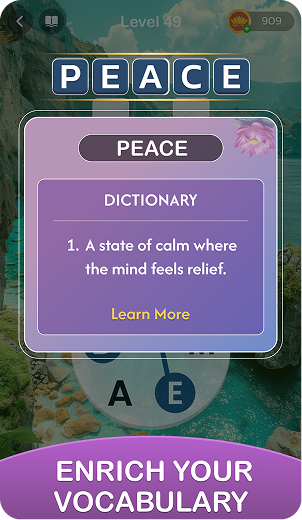 Level 49
909
PEACE
PEACE
DICTIONARY
1. A state of calm where
the mind feels relief.
Learn More
A E
ENRICH YOUR
VOCABULARY